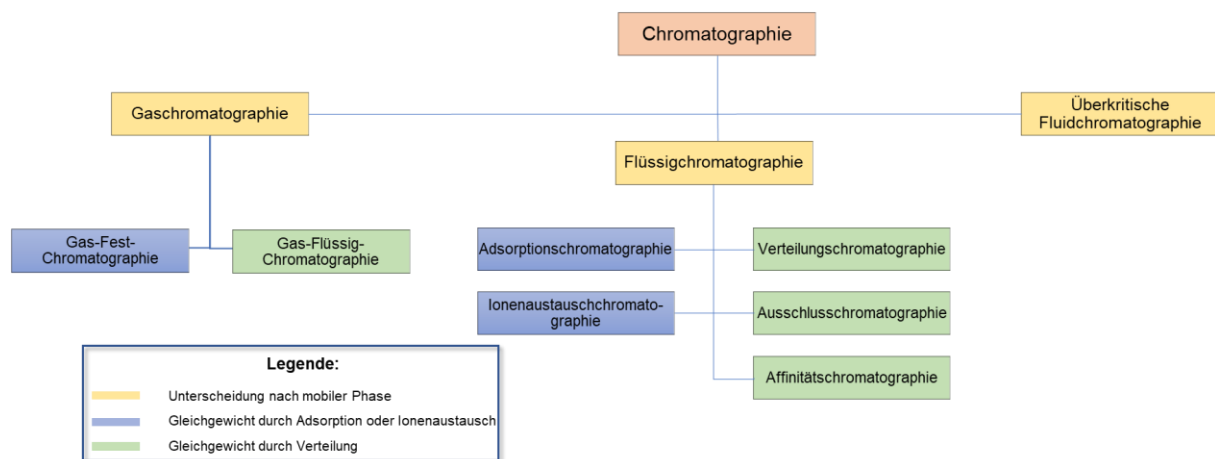 Chromatographie
Gaschromatographie
Überkritische
Fluidchromatographie
Flüssigchromatographie
Gas-Fest-
Chromatographie
Gas-Flüssig-
Chromatographie
Adsorptionschromatographie
Verteilungschromatographie
Ionenaustauschchromato-
graphie
Ausschlusschromatographie
Affinitätschromatographie
Legende:
Unterscheidung nach mobiler Phase
Gleichgewicht durch Adsorption oder Ionenaustausch
Gleichgewicht durch Verteilung